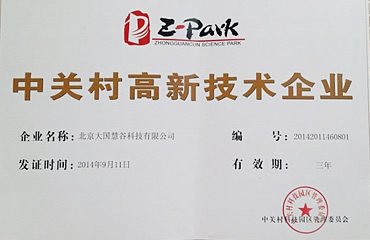 Z-Park
ZHONGGUANCUN SCIENCE PARK
中关村高新技术企业
企业名称: 北京大国慧谷科技有限公司 编 号: 20142011460801
发证时间: 2014年9月11日 有 效 期: 三年
中关村科技园区管理委员会